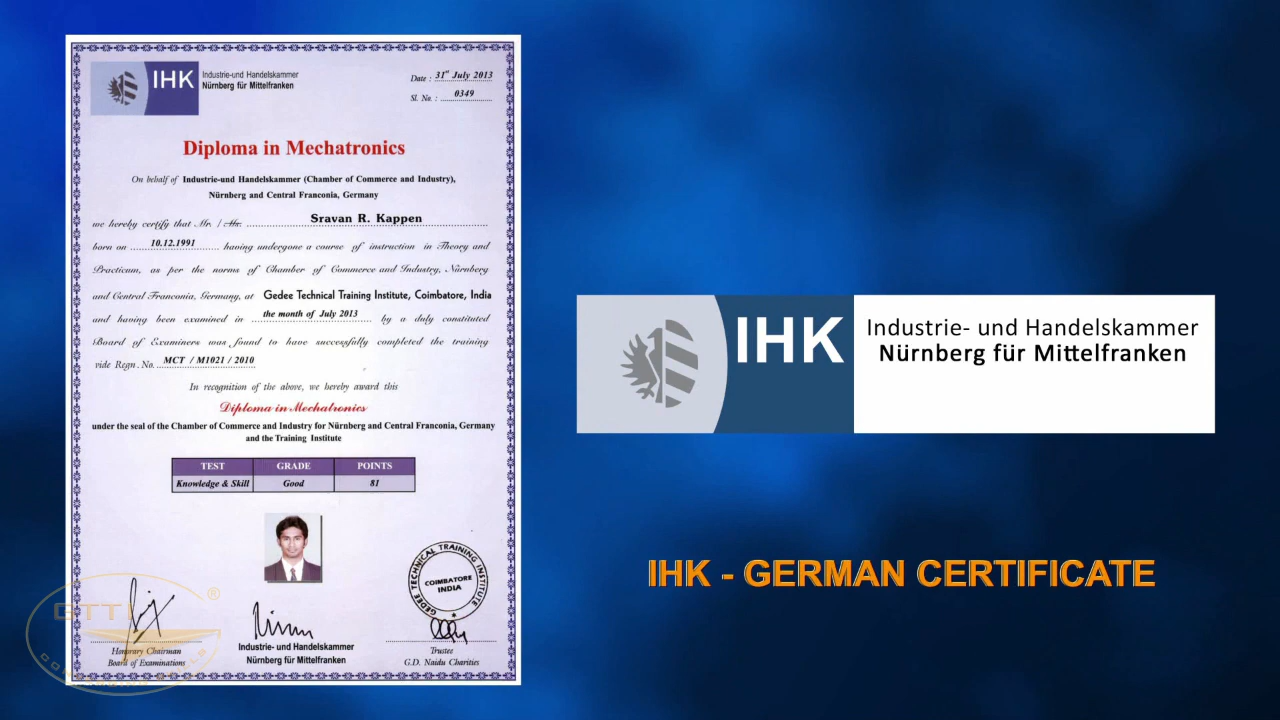 IHK
Industrie-und Handelskammer
Nürnberg für Mittelfranken
Date : 31st July 2013
Sl. No. : 0349
Diploma in Mechatronics
On behalf of Industrie-und Handelskammer (Chamber of Commerce and Industry),
Nürnberg and Central Franconia, Germany
we hereby certify that Mr. / Ms. Sravan R. Kappen
born on 10.12.1991 having undergone a course of instruction in Theory and
Practicum, as per the norms of Chamber of Commerce and Industry, Nürnberg
and Central Franconia, Germany, at Gedee Technical Training Institute, Coimbatore, India
and having been examined in the month of July 2013 by a duly constituted
Board of Examiners was found to have successfully completed the training
vide Regn. No. MCT / M1021 / 2010
In recognition of the above, we hereby award this
Diploma in Mechatronics
under the seal of the Chamber of Commerce and Industry for Nürnberg and Central Franconia, Germany
and the Training Institute
TEST GRADE POINTS
Knowledge & Skill Good 81
GEDEE TECHNICAL TRAINING INSTITUTE
COIMBATORE
INDIA
GTTI ®
Honorary Chairman
Board of Examinations
Industrie- und Handelskammer
Nürnberg für Mittelfranken
Trustee
G.D. Naidu Charities
IHK
Industrie- und Handelskammer
Nürnberg für Mittelfranken
IHK - GERMAN CERTIFICATE